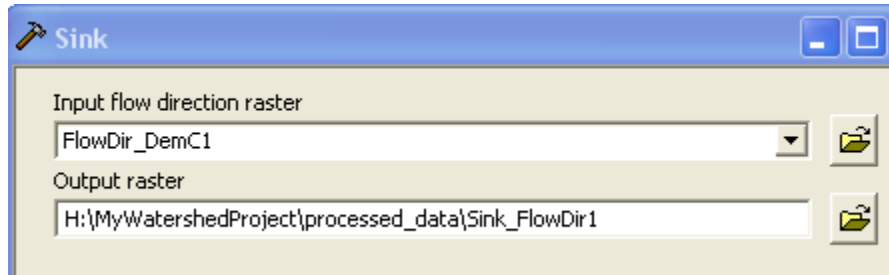 Sink
Input flow direction raster
FlowDir_DemC1
Output raster
H:\MyWatershedProject\processed_data\Sink_FlowDir1